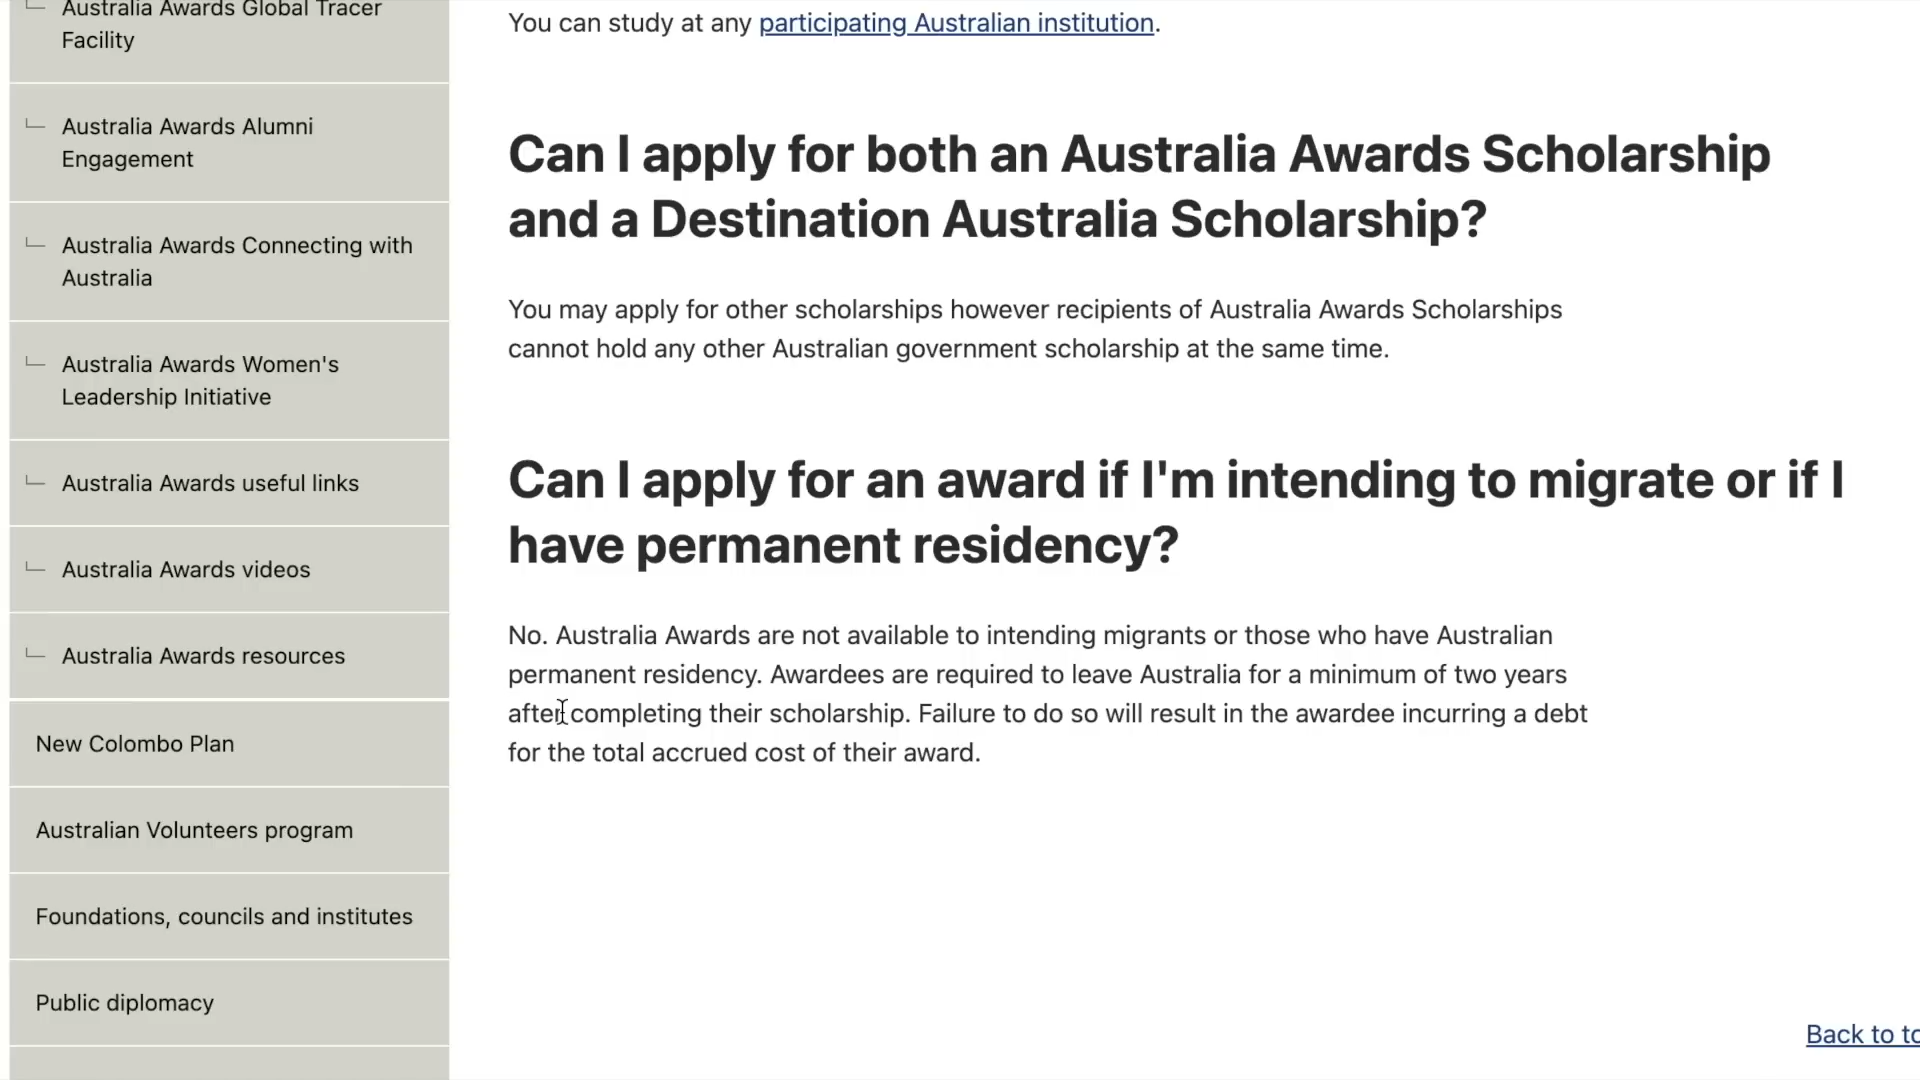 Australia Awards Global Tracer
Facility
Australia Awards Alumni
Engagement
Australia Awards Connecting with
Australia
Australia Awards Women's
Leadership Initiative
Australia Awards useful links
Australia Awards videos
Australia Awards resources
New Colombo Plan
Australian Volunteers program
Foundations, councils and institutes
Public diplomacy
You can study at any participating Australian institution.
Can I apply for both an Australia Awards Scholarship
and a Destination Australia Scholarship?
You may apply for other scholarships however recipients of Australia Awards Scholarships
cannot hold any other Australian government scholarship at the same time.
Can I apply for an award if I'm intending to migrate or if I
have permanent residency?
No. Australia Awards are not available to intending migrants or those who have Australian
permanent residency. Awardees are required to leave Australia for a minimum of two years
after completing their scholarship. Failure to do so will result in the awardee incurring a debt
for the total accrued cost of their award.
Back to to